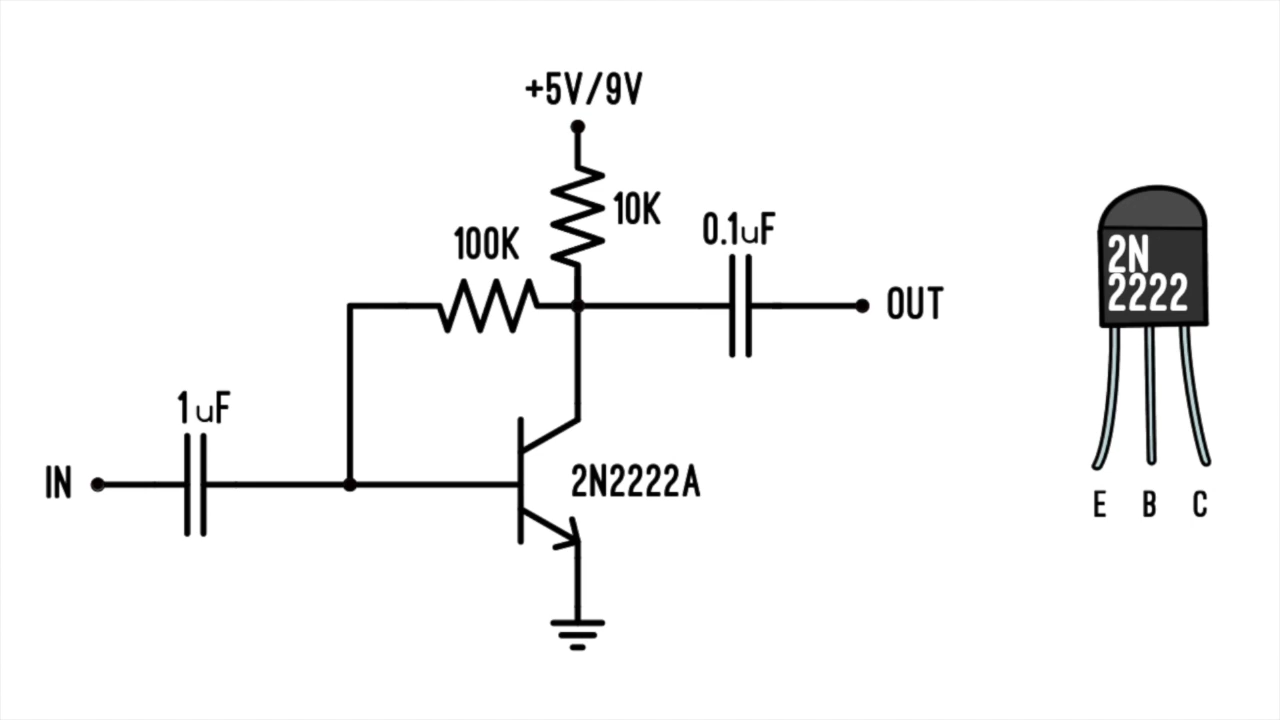 +5V/9V
10K
100K
0.1uF
OUT
1uF
IN
2N2222A
2N
2222
E B C